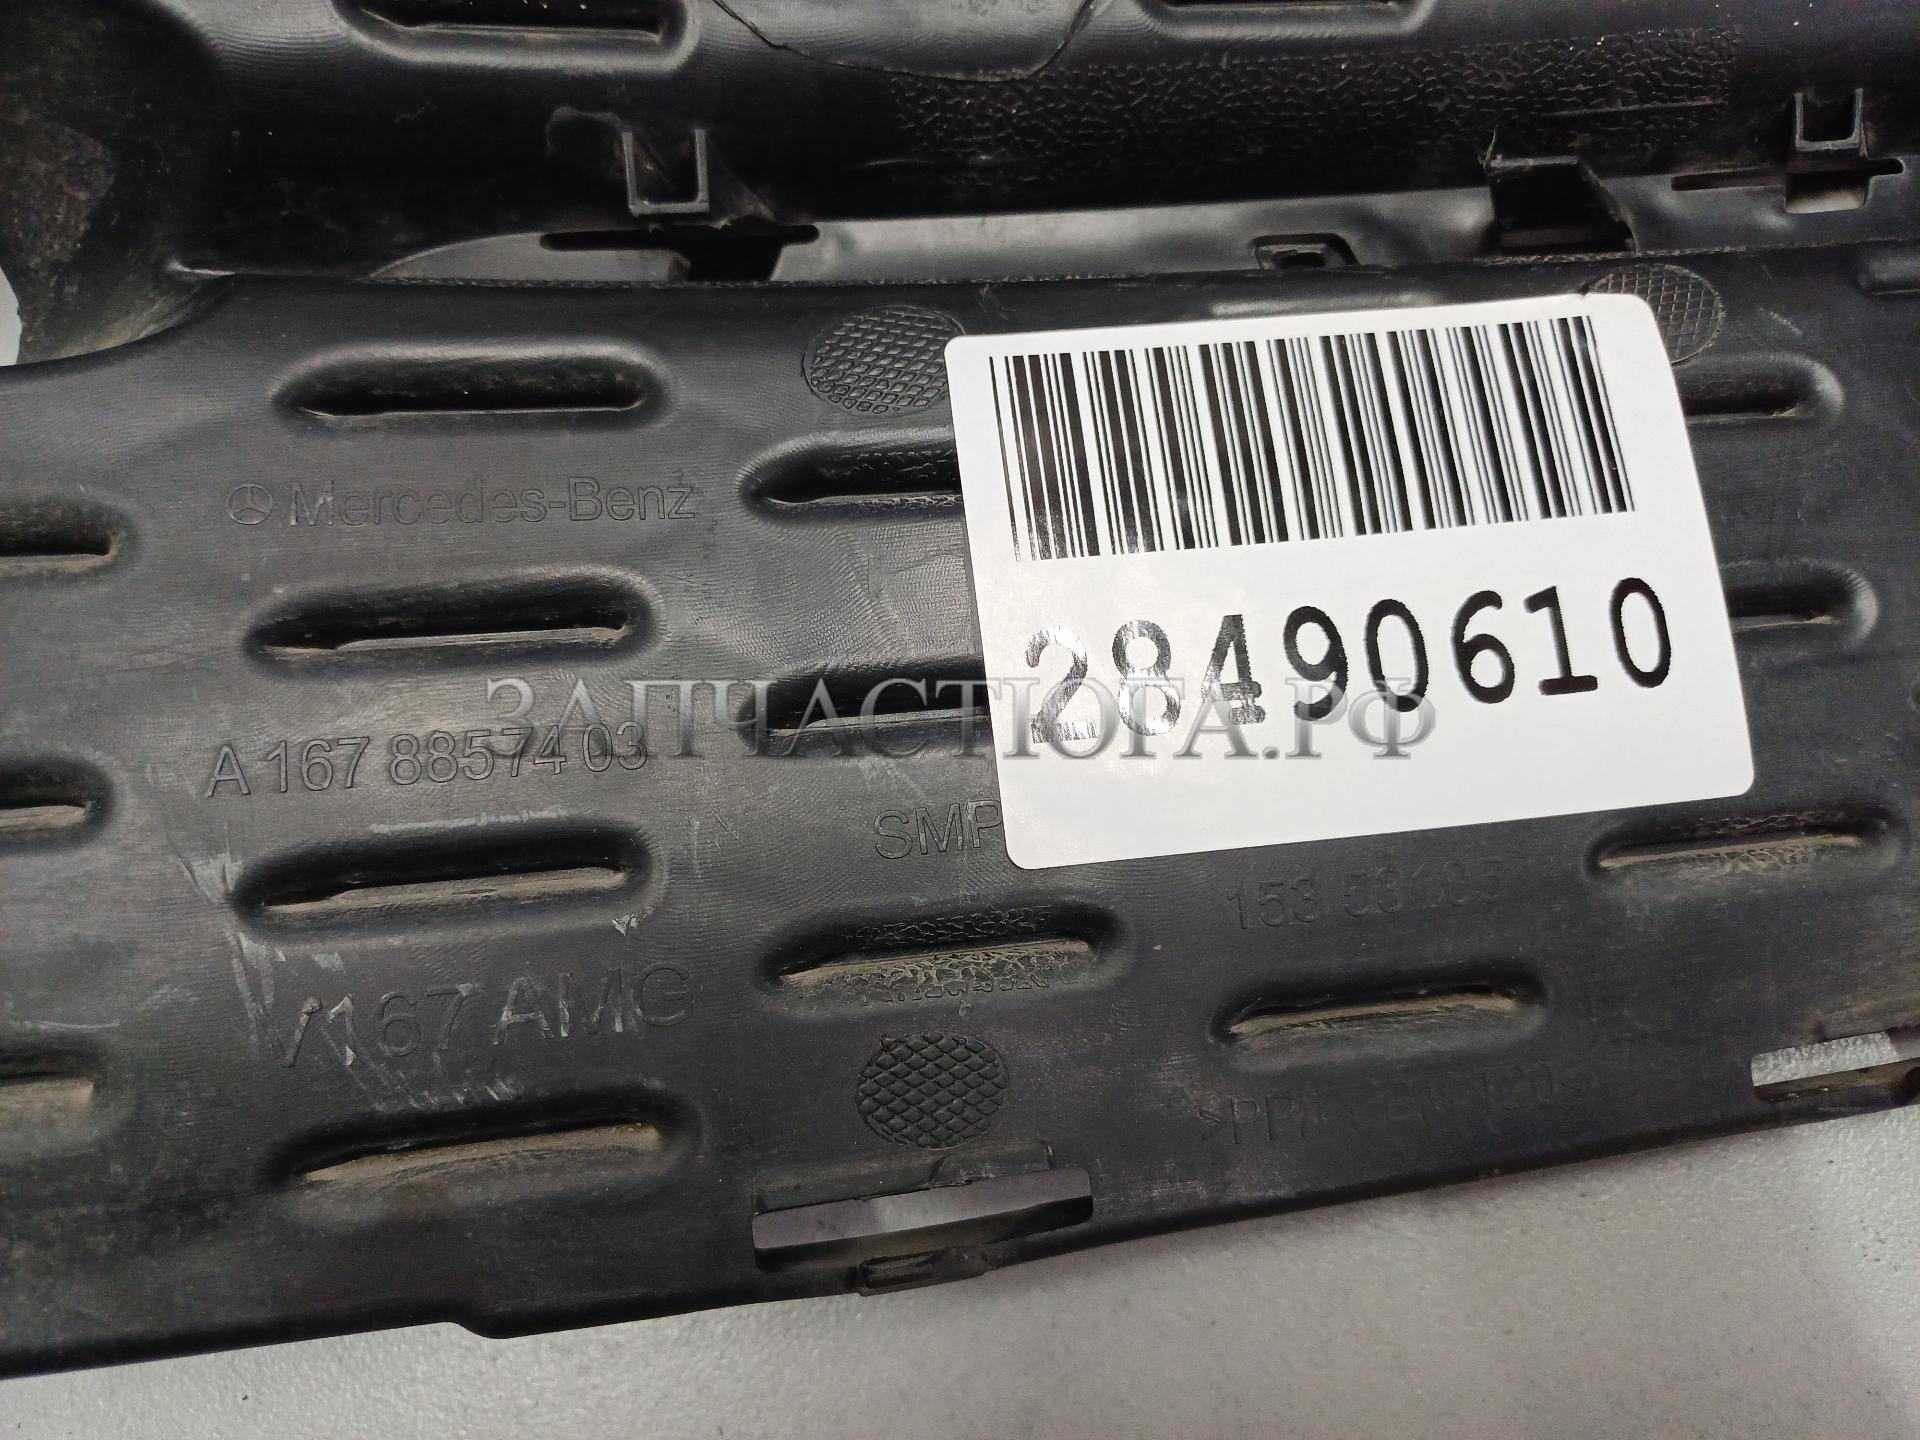 Mercedes-Benz
28490610
ЗАПЧАСТЮГА.РФ
A 167 885 74 03
SMP
V167 AMG